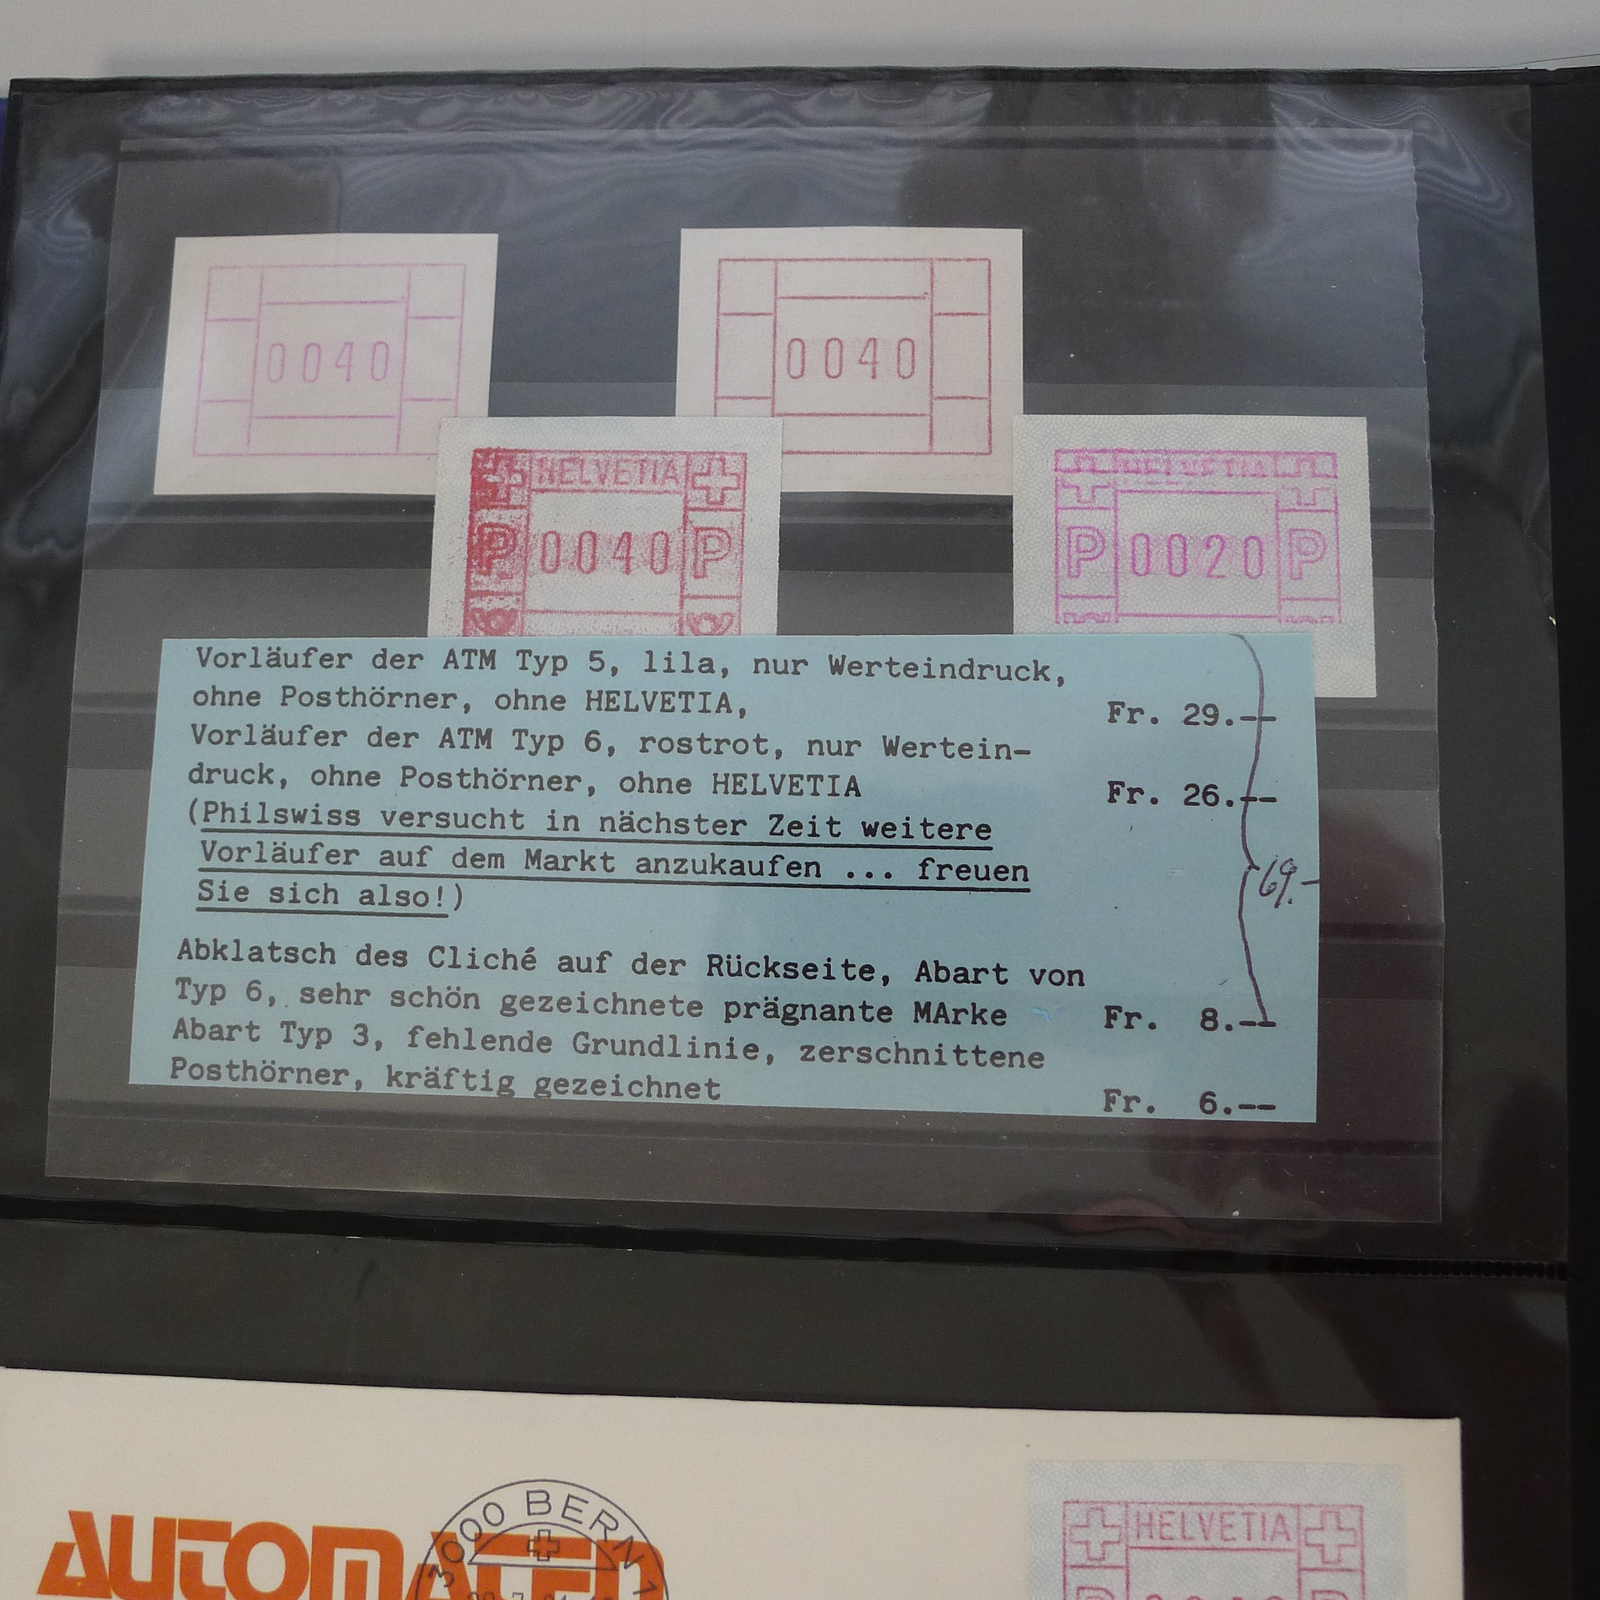 0040
0040
HELVETIA
P 0040 P
HELVETIA
P 0020 P
Vorläufer der ATM Typ 5, lila, nur Werteindruck,
ohne Posthörner, ohne HELVETIA, Fr. 29.--
Vorläufer der ATM Typ 6, rostrot, nur Wertein-
druck, ohne Posthörner, ohne HELVETIA Fr. 26.--
(Philswiss versucht in nächster Zeit weitere
Vorläufer auf dem Markt anzukaufen ... freuen
Sie sich also!)
69.-
Abklatsch des Cliché auf der Rückseite, Abart von
Typ 6, sehr schön gezeichnete prägnante MArke Fr. 8.--
Abart Typ 3, fehlende Grundlinie, zerschnittene
Posthörner, kräftig gezeichnet Fr. 6.--
AUTOMATEN
3000 BERN 1
HELVETIA